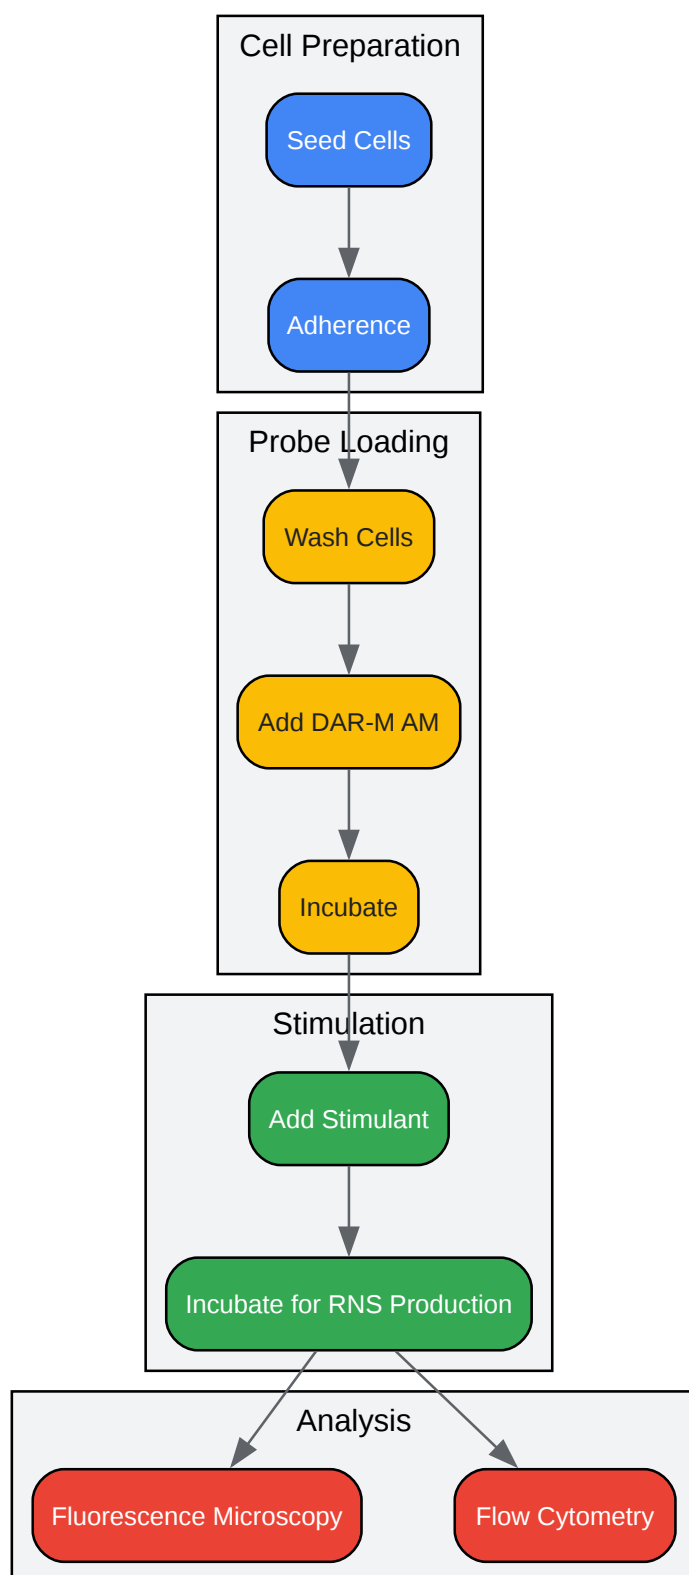 Cell Preparation
Seed Cells
Adherence
Probe Loading
Wash Cells
Add DAR-M AM
Incubate
Stimulation
Add Stimulant
Incubate for RNS Production
Analysis
Fluorescence Microscopy
Flow Cytometry